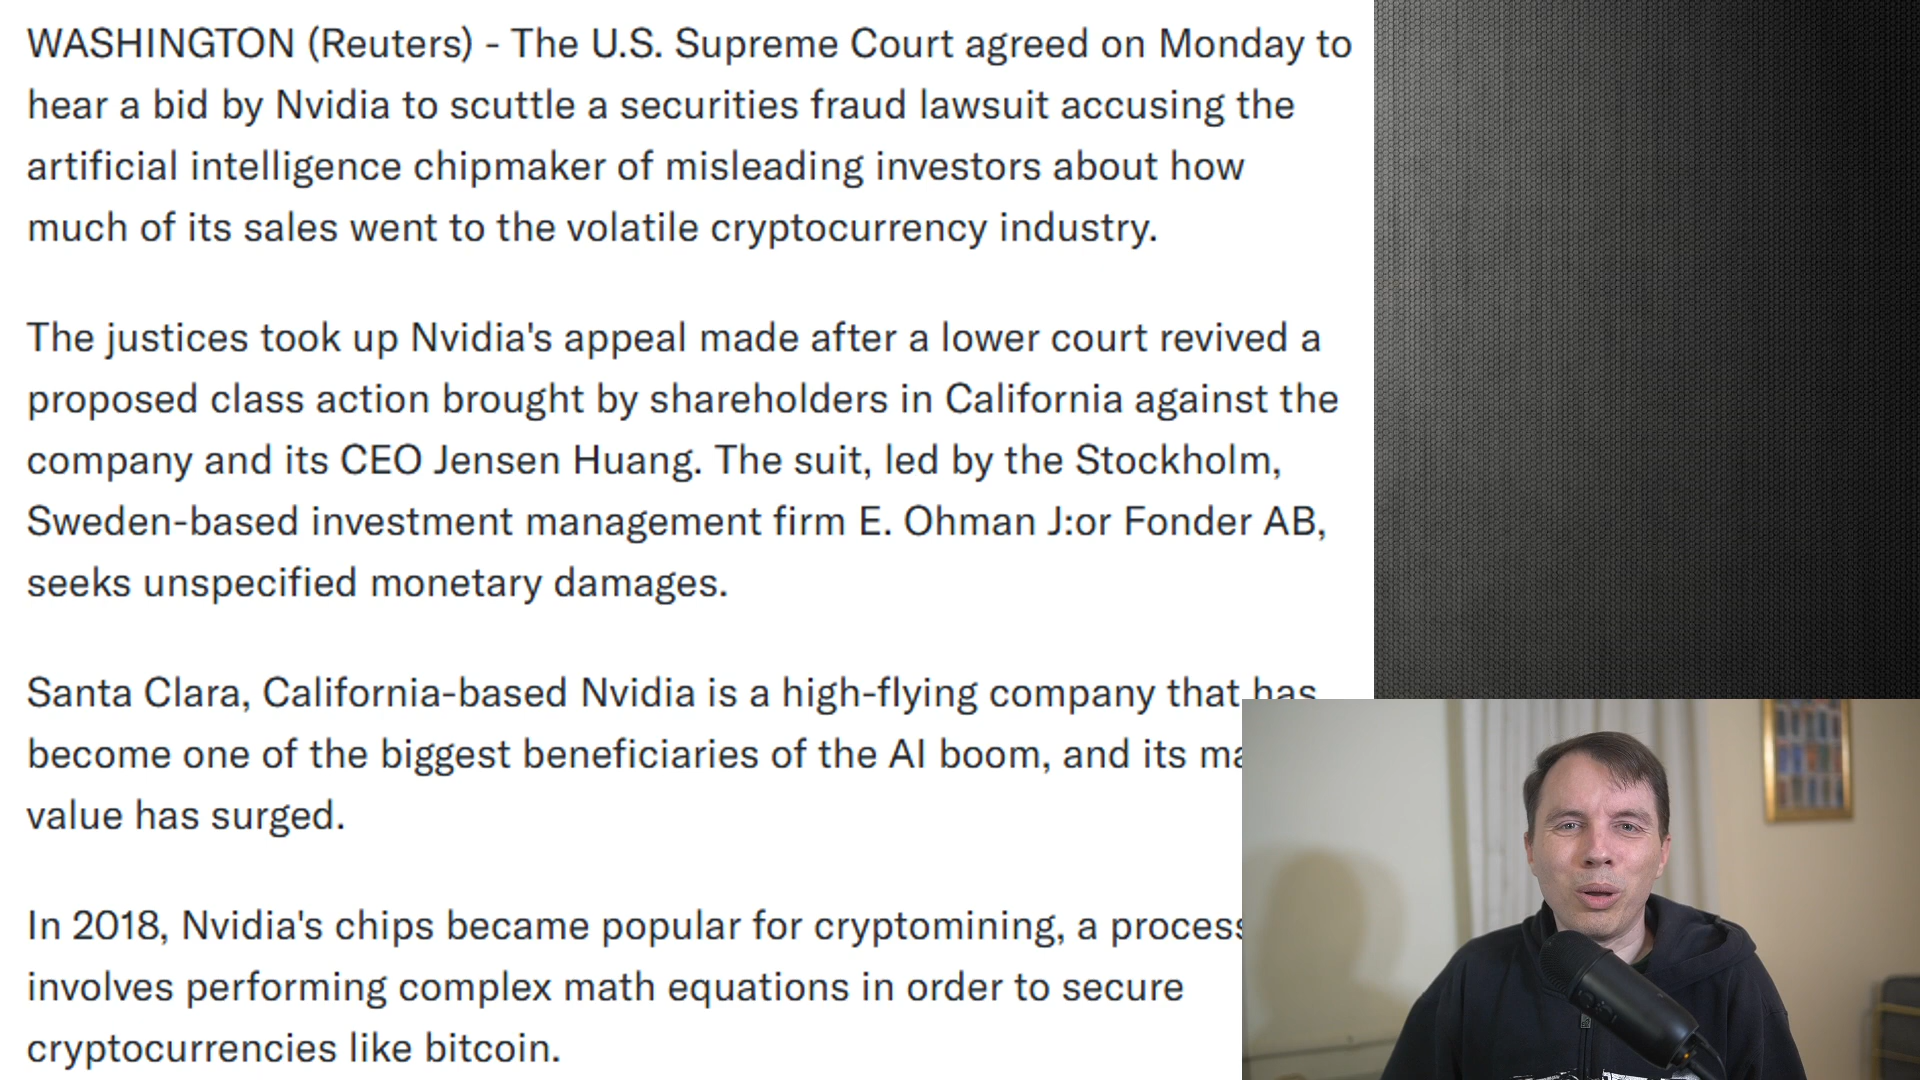 WASHINGTON (Reuters) - The U.S. Supreme Court agreed on Monday to
hear a bid by Nvidia to scuttle a securities fraud lawsuit accusing the
artificial intelligence chipmaker of misleading investors about how
much of its sales went to the volatile cryptocurrency industry.
The justices took up Nvidia's appeal made after a lower court revived a
proposed class action brought by shareholders in California against the
company and its CEO Jensen Huang. The suit, led by the Stockholm,
Sweden-based investment management firm E. Ohman J:or Fonder AB,
seeks unspecified monetary damages.
Santa Clara, California-based Nvidia is a high-flying company that has
become one of the biggest beneficiaries of the AI boom, and its
value has surged.
In 2018, Nvidia's chips became popular for cryptomining, a process
involves performing complex math equations in order to secure
cryptocurrencies like bitcoin.